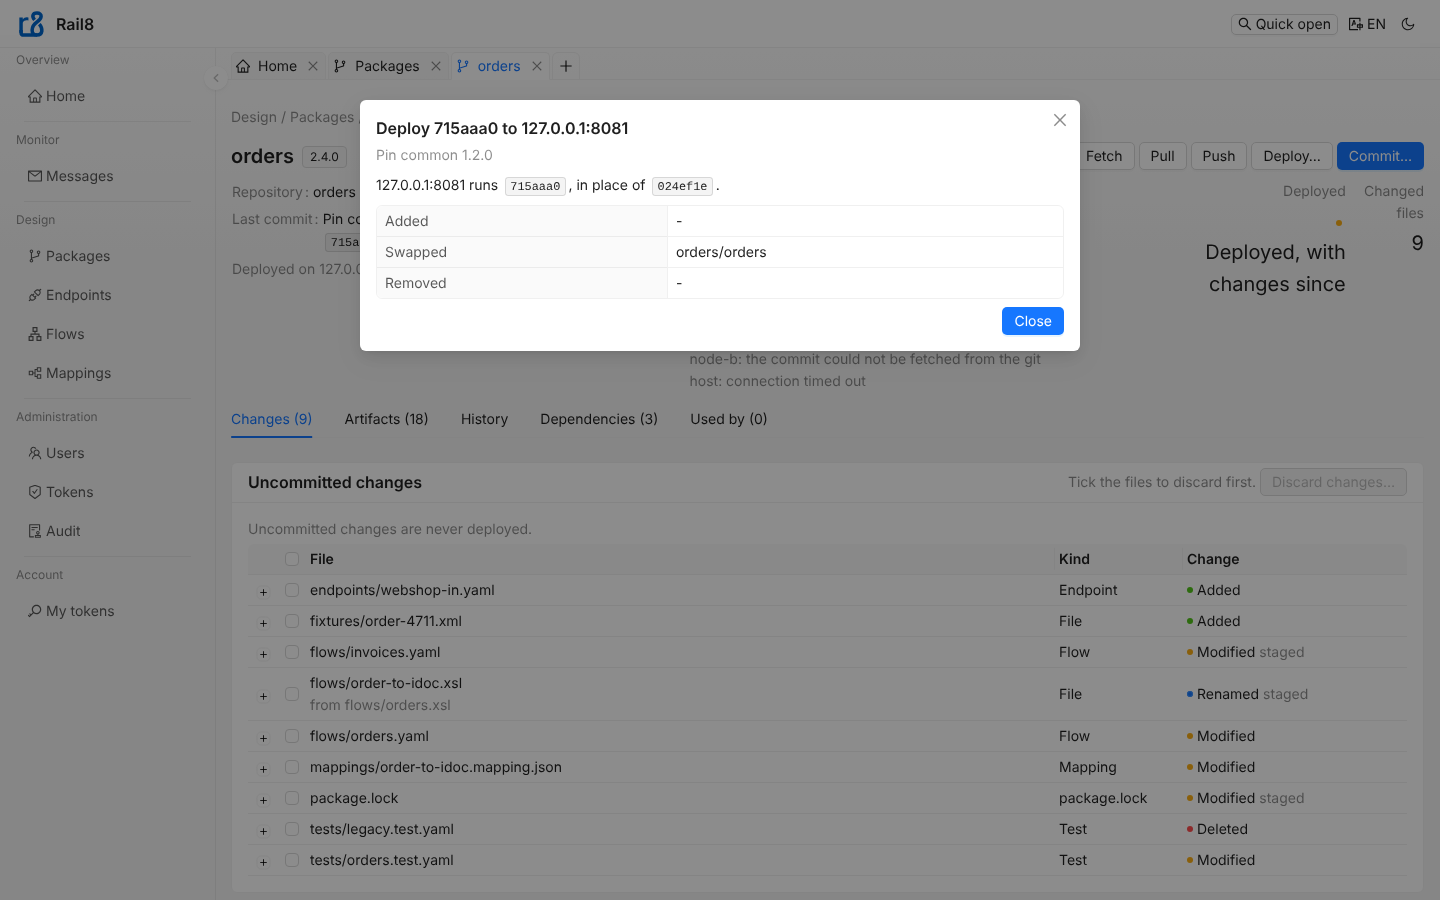 Rail8
Quick open
EN
Overview
Home
Monitor
Messages
Design
Packages
Endpoints
Flows
Mappings
Administration
Users
Tokens
Audit
Account
My tokens
Home
Packages
orders
Design / Packages /
orders 2.4.0
Fetch
Pull
Push
Deploy...
Commit...
Repository: orders
Last commit: Pin
Deployed on
Deployed
Deployed, with
changes since
Changed
files
9
Deploy 715aaa0 to 127.0.0.1:8081
Pin common 1.2.0
127.0.0.1:8081 runs 715aaa0, in place of 024ef1e.
Added -
Swapped orders/orders
Removed -
Close
node-b: the commit could not be fetched from the git
host: connection timed out
Changes (9)
Artifacts (18)
History
Dependencies (3)
Used by (0)
Uncommitted changes
Tick the files to discard first.
Discard changes...
Uncommitted changes are never deployed.
File Kind Change
+ endpoints/webshop-in.yaml Endpoint Added
+ fixtures/order-4711.xml File Added
+ flows/invoices.yaml Flow Modified staged
+ flows/order-to-idoc.xsl File Renamed staged
from flows/orders.xsl
+ flows/orders.yaml Flow Modified
+ mappings/order-to-idoc.mapping.json Mapping Modified
+ package.lock package.lock Modified staged
+ tests/legacy.test.yaml Test Deleted
+ tests/orders.test.yaml Test Modified